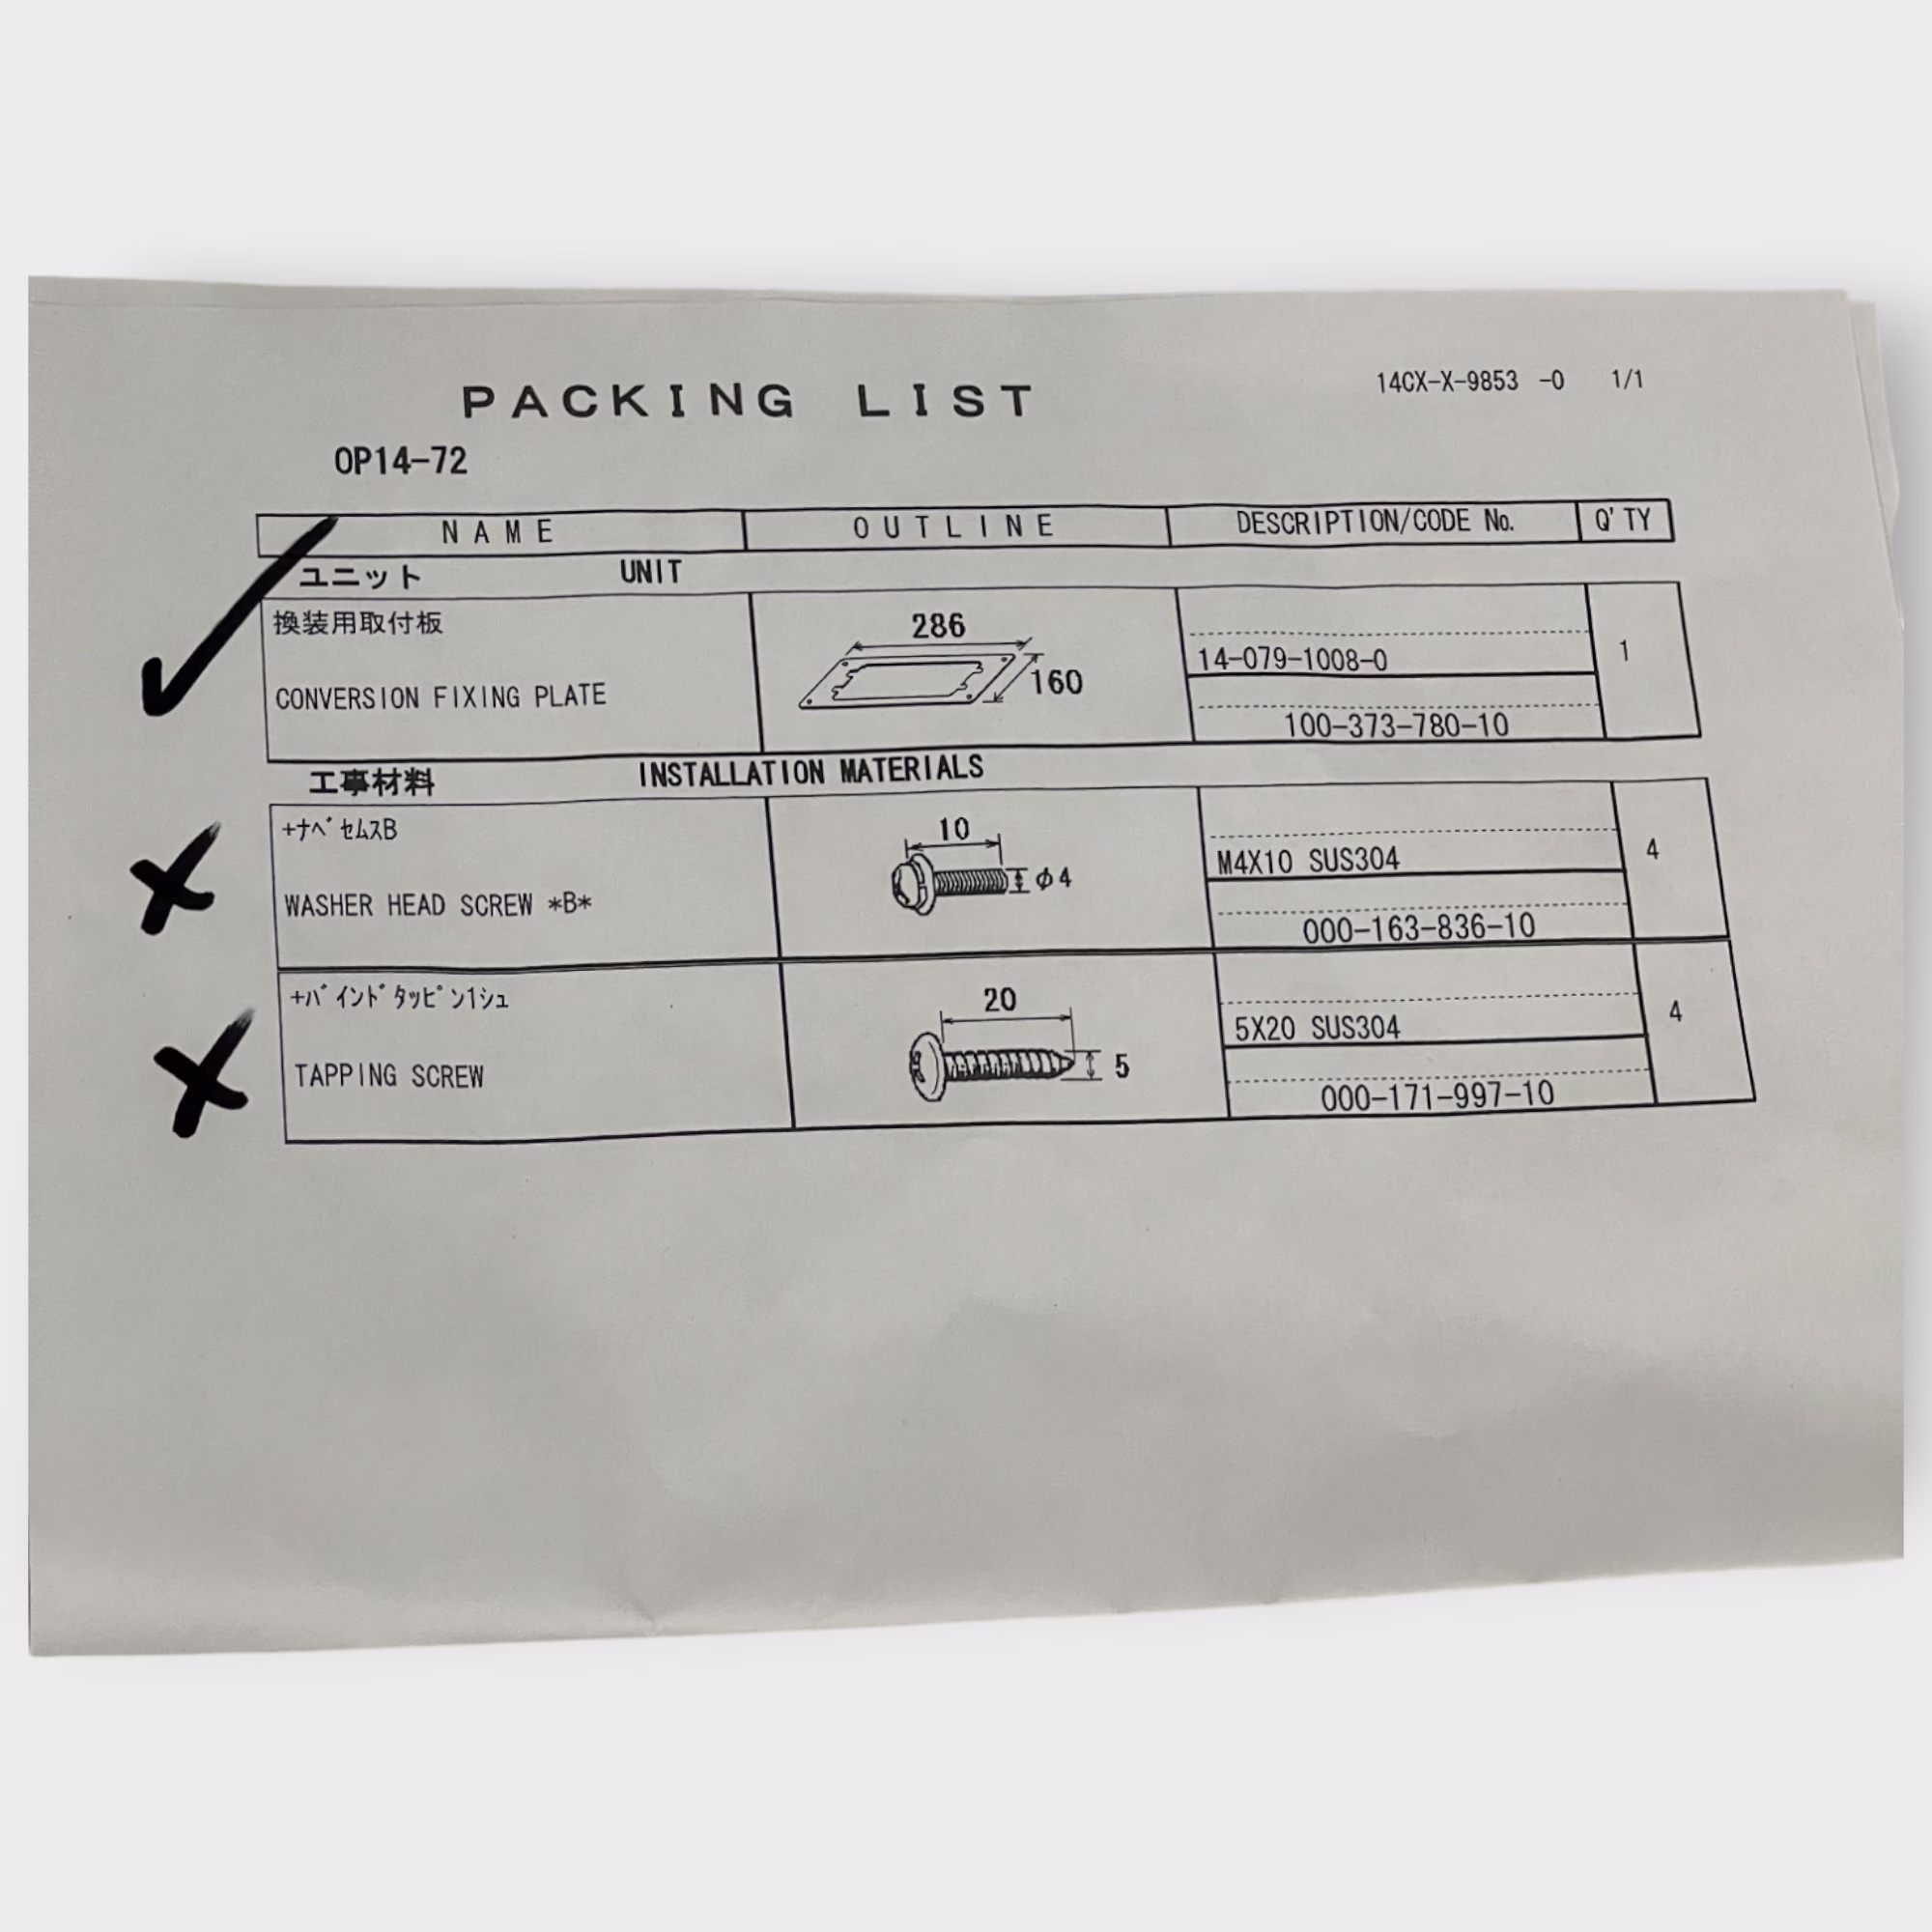 PACKING LIST
14CX-X-9853 -0 1/1
OP14-72
NAME OUTLINE DESCRIPTION/CODE No. Q'TY
ユニット UNIT
換装用取付板
CONVERSION FIXING PLATE
286
160
14-079-1008-0
100-373-780-10
1
工事材料 INSTALLATION MATERIALS
+ﾅﾍﾞｾﾑｽB
WASHER HEAD SCREW *B*
10
φ4
M4X10 SUS304
000-163-836-10
4
+ﾊﾞｲﾝﾄﾞﾀｯﾋﾟﾝ1ｼｭ
TAPPING SCREW
20
5
5X20 SUS304
000-171-997-10
4